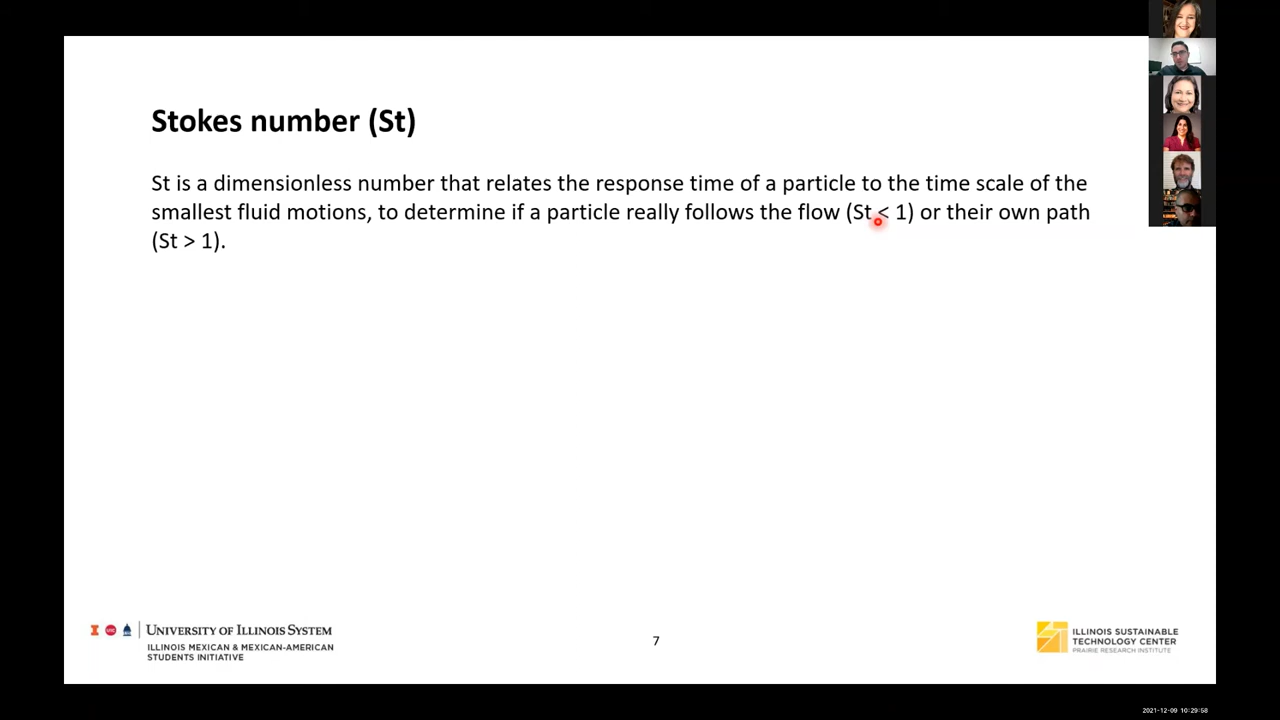 Stokes number (St)
St is a dimensionless number that relates the response time of a particle to the time scale of the
smallest fluid motions, to determine if a particle really follows the flow (St < 1) or their own path
(St > 1).
I UIC UNIVERSITY OF ILLINOIS SYSTEM
ILLINOIS MEXICAN & MEXICAN-AMERICAN
STUDENTS INITIATIVE
7
ILLINOIS SUSTAINABLE
TECHNOLOGY CENTER
PRAIRIE RESEARCH INSTITUTE
2021-12-09 10:29:58